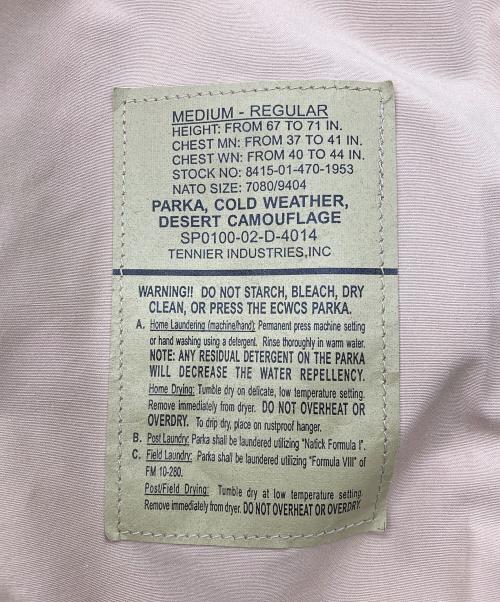 MEDIUM - REGULAR
HEIGHT: FROM 67 TO 71 IN.
CHEST MN: FROM 37 TO 41 IN.
CHEST WN: FROM 40 TO 44 IN.
STOCK NO: 8415-01-470-1953
NATO SIZE: 7080/9404
PARKA, COLD WEATHER,
DESERT CAMOUFLAGE
SP0100-02-D-4014
TENNIER INDUSTRIES,INC
WARNING!! DO NOT STARCH, BLEACH, DRY
CLEAN, OR PRESS THE ECWCS PARKA.
A. Home Laundering (machine/hand): Permanent press machine setting
or hand washing using a detergent. Rinse thoroughly in warm water.
NOTE: ANY RESIDUAL DETERGENT ON THE PARKA
WILL DECREASE THE WATER REPELLENCY.
Home Drying: Tumble dry on delicate, low temperature setting.
Remove immediately from dryer. DO NOT OVERHEAT OR
OVERDRY. To drip dry, place on rustproof hanger.
B. Post Laundry: Parka shall be laundered utilizing "Natick Formula I".
C. Field Laundry: Parka shall be laundered utilizing "Formula VIII" of
FM 10-280.
Post/Field Drying: Tumble dry at low temperature setting.
Remove immediately from dryer. DO NOT OVERHEAT OR OVERDRY.